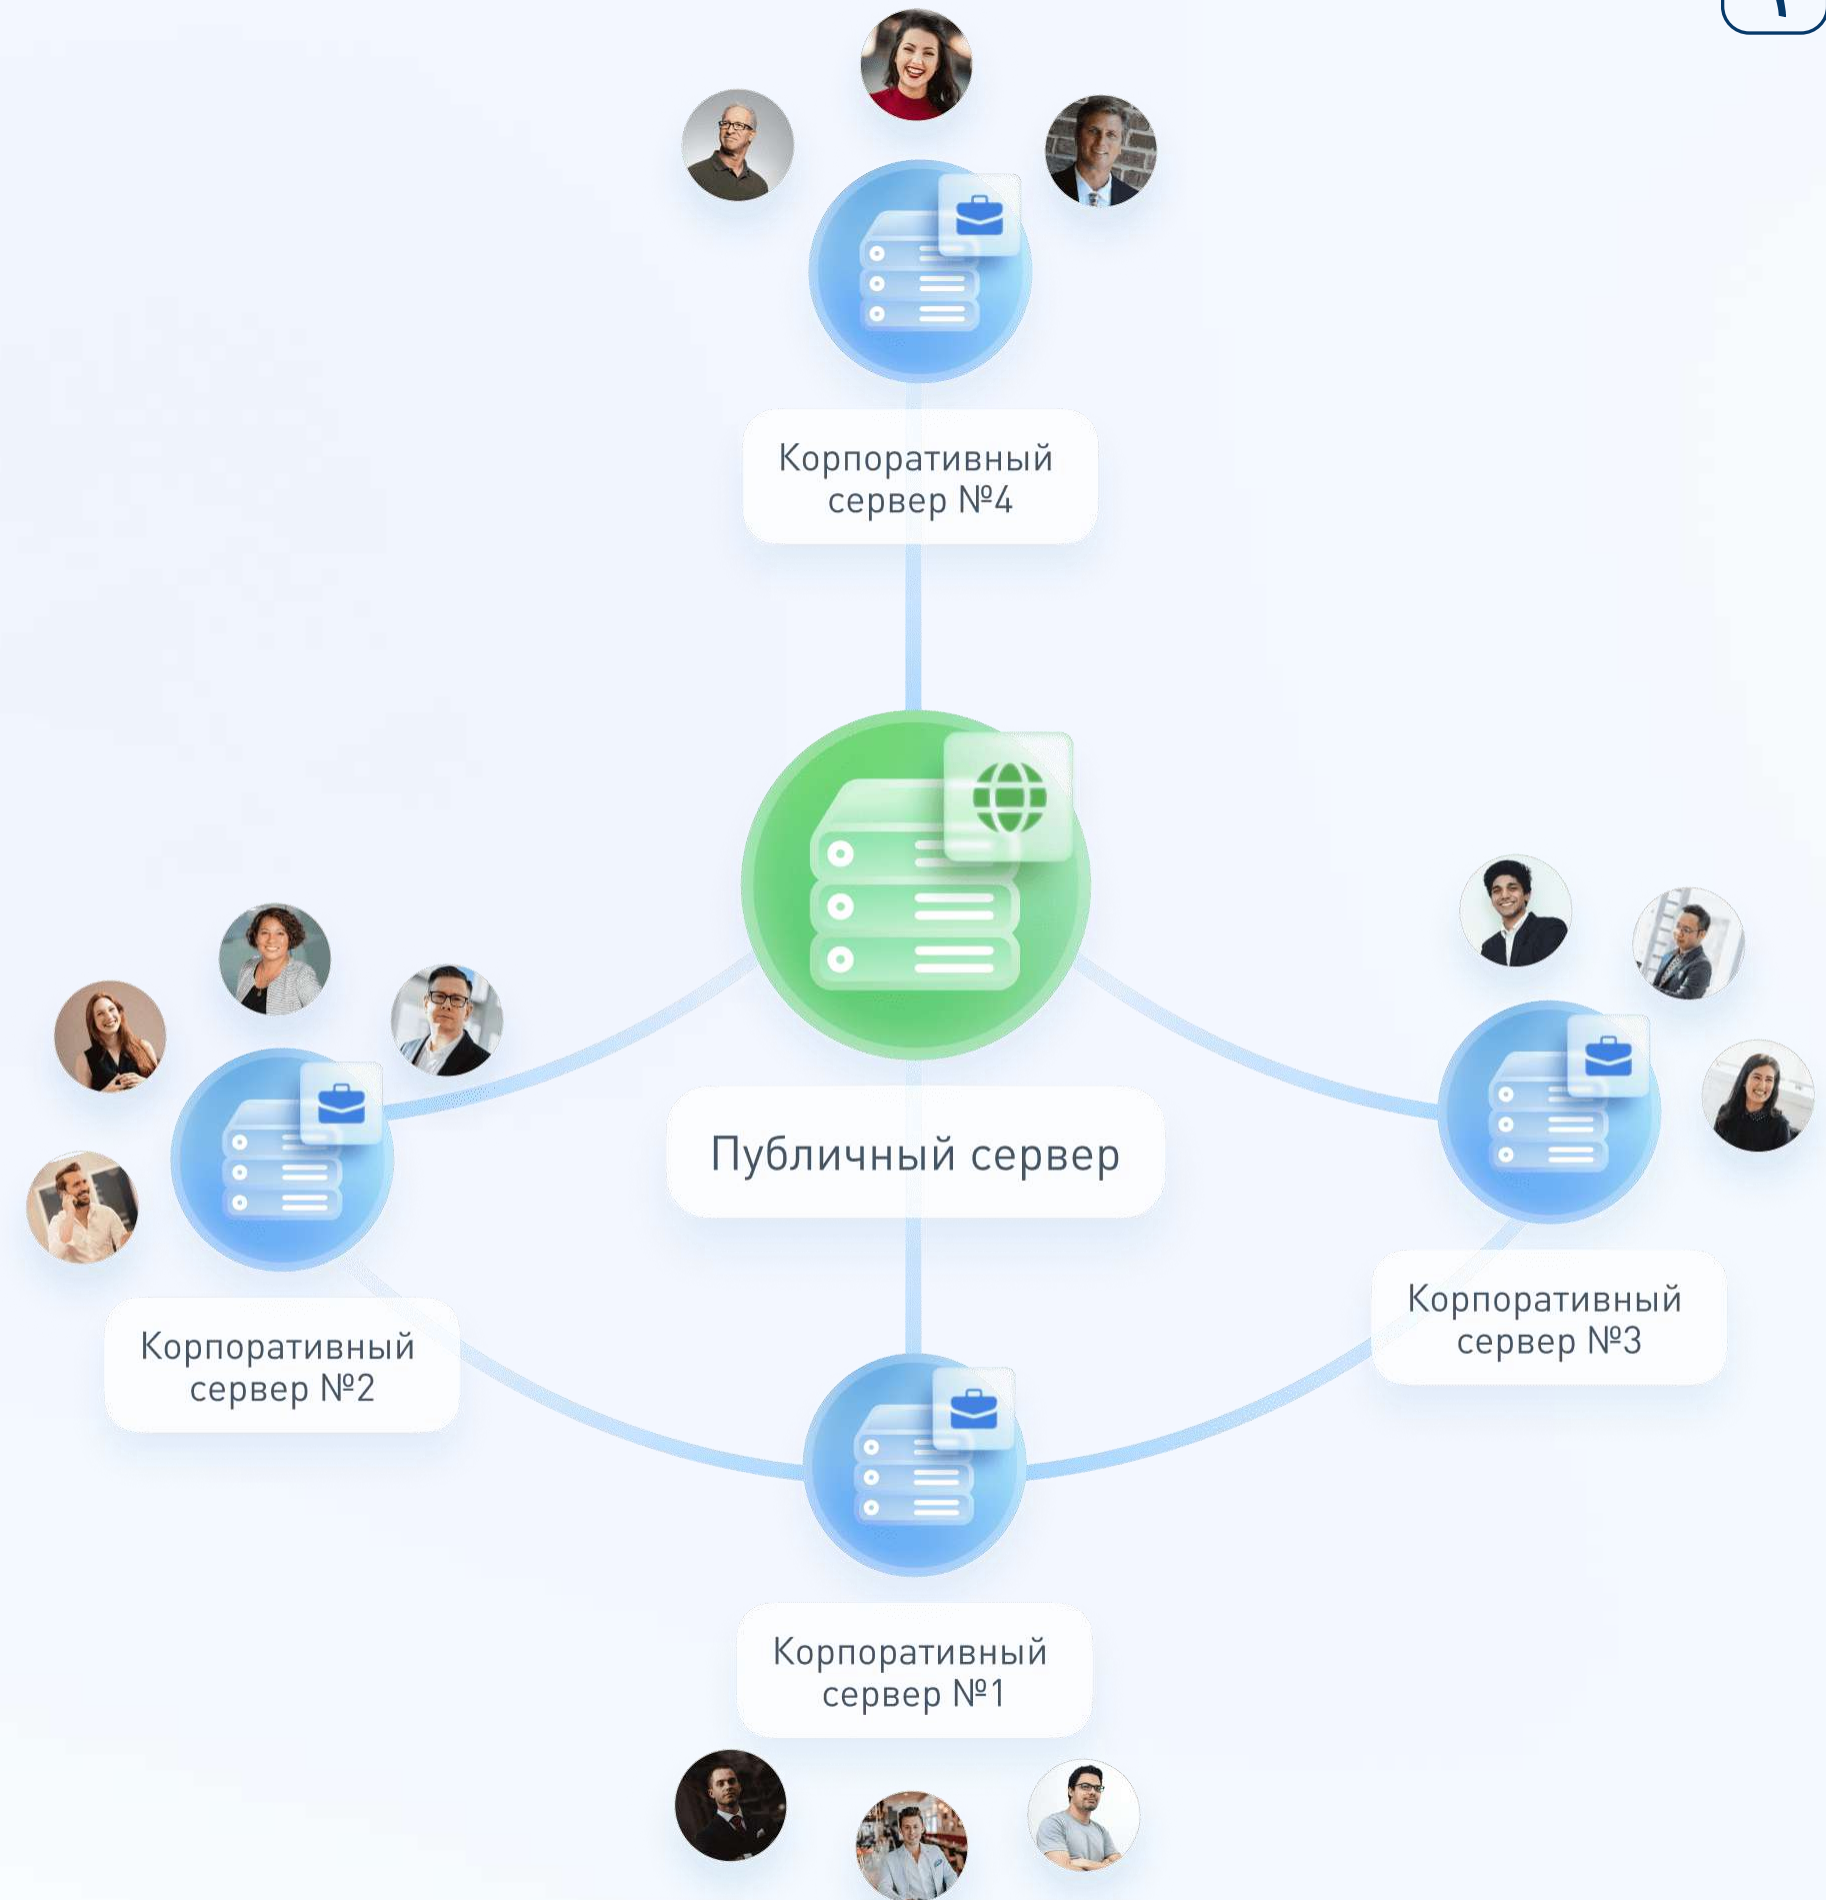 Корпоративный
сервер №4
Публичный сервер
Корпоративный
сервер №3
Корпоративный
сервер №2
Корпоративный
сервер №1